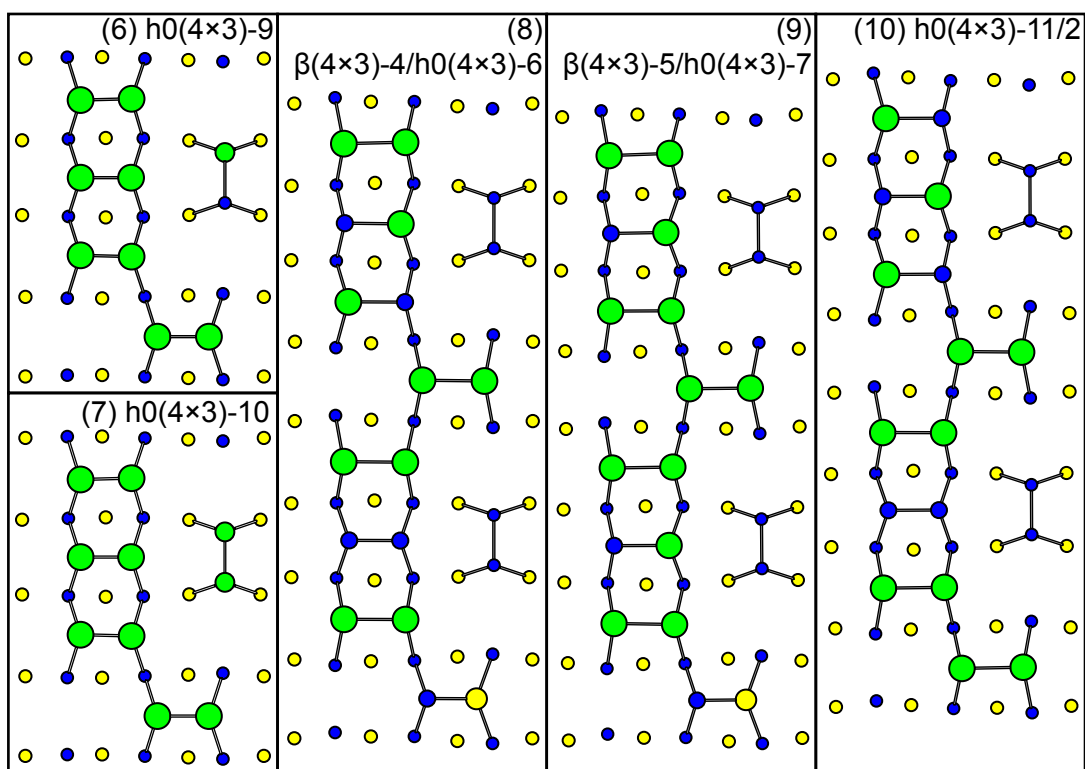 (6) h0(4×3)-9
(7) h0(4×3)-10
(8)
β(4×3)-4/h0(4×3)-6
(9)
β(4×3)-5/h0(4×3)-7
(10) h0(4×3)-11/2